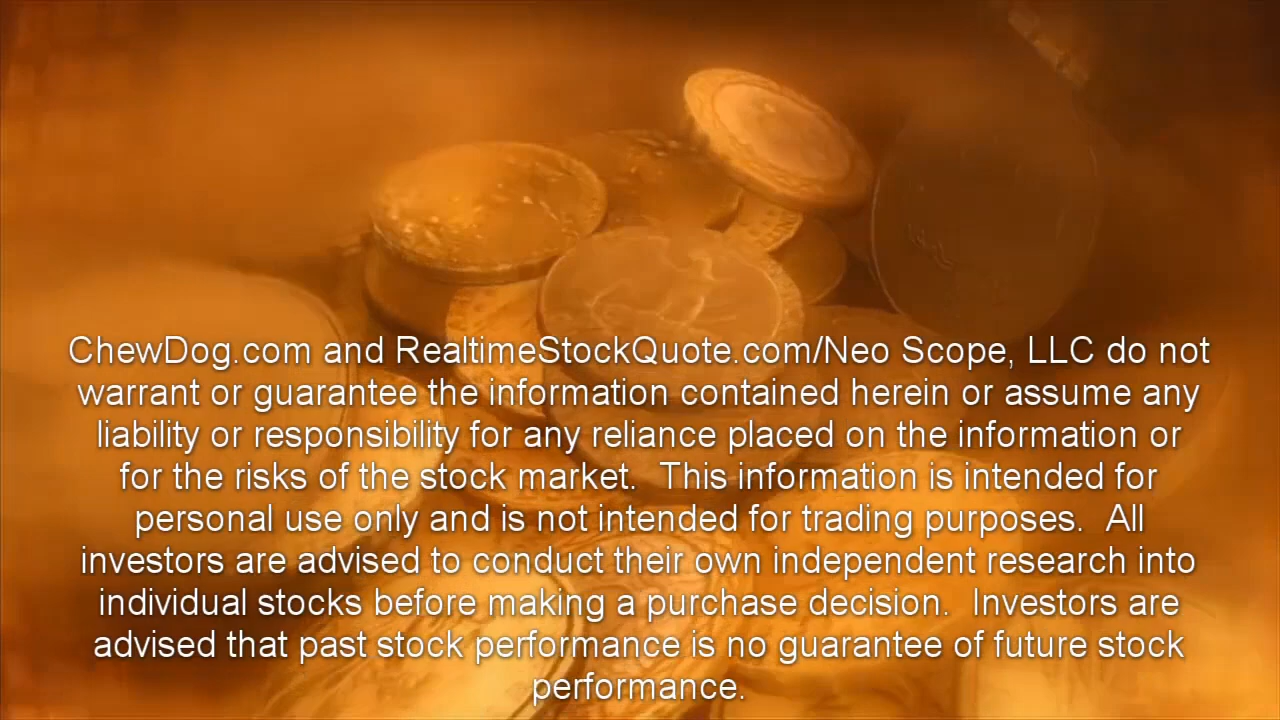 ChewDog.com and RealtimeStockQuote.com/Neo Scope, LLC do not
warrant or guarantee the information contained herein or assume any
liability or responsibility for any reliance placed on the information or
for the risks of the stock market.  This information is intended for
personal use only and is not intended for trading purposes.  All
investors are advised to conduct their own independent research into
individual stocks before making a purchase decision.  Investors are
advised that past stock performance is no guarantee of future stock
performance.